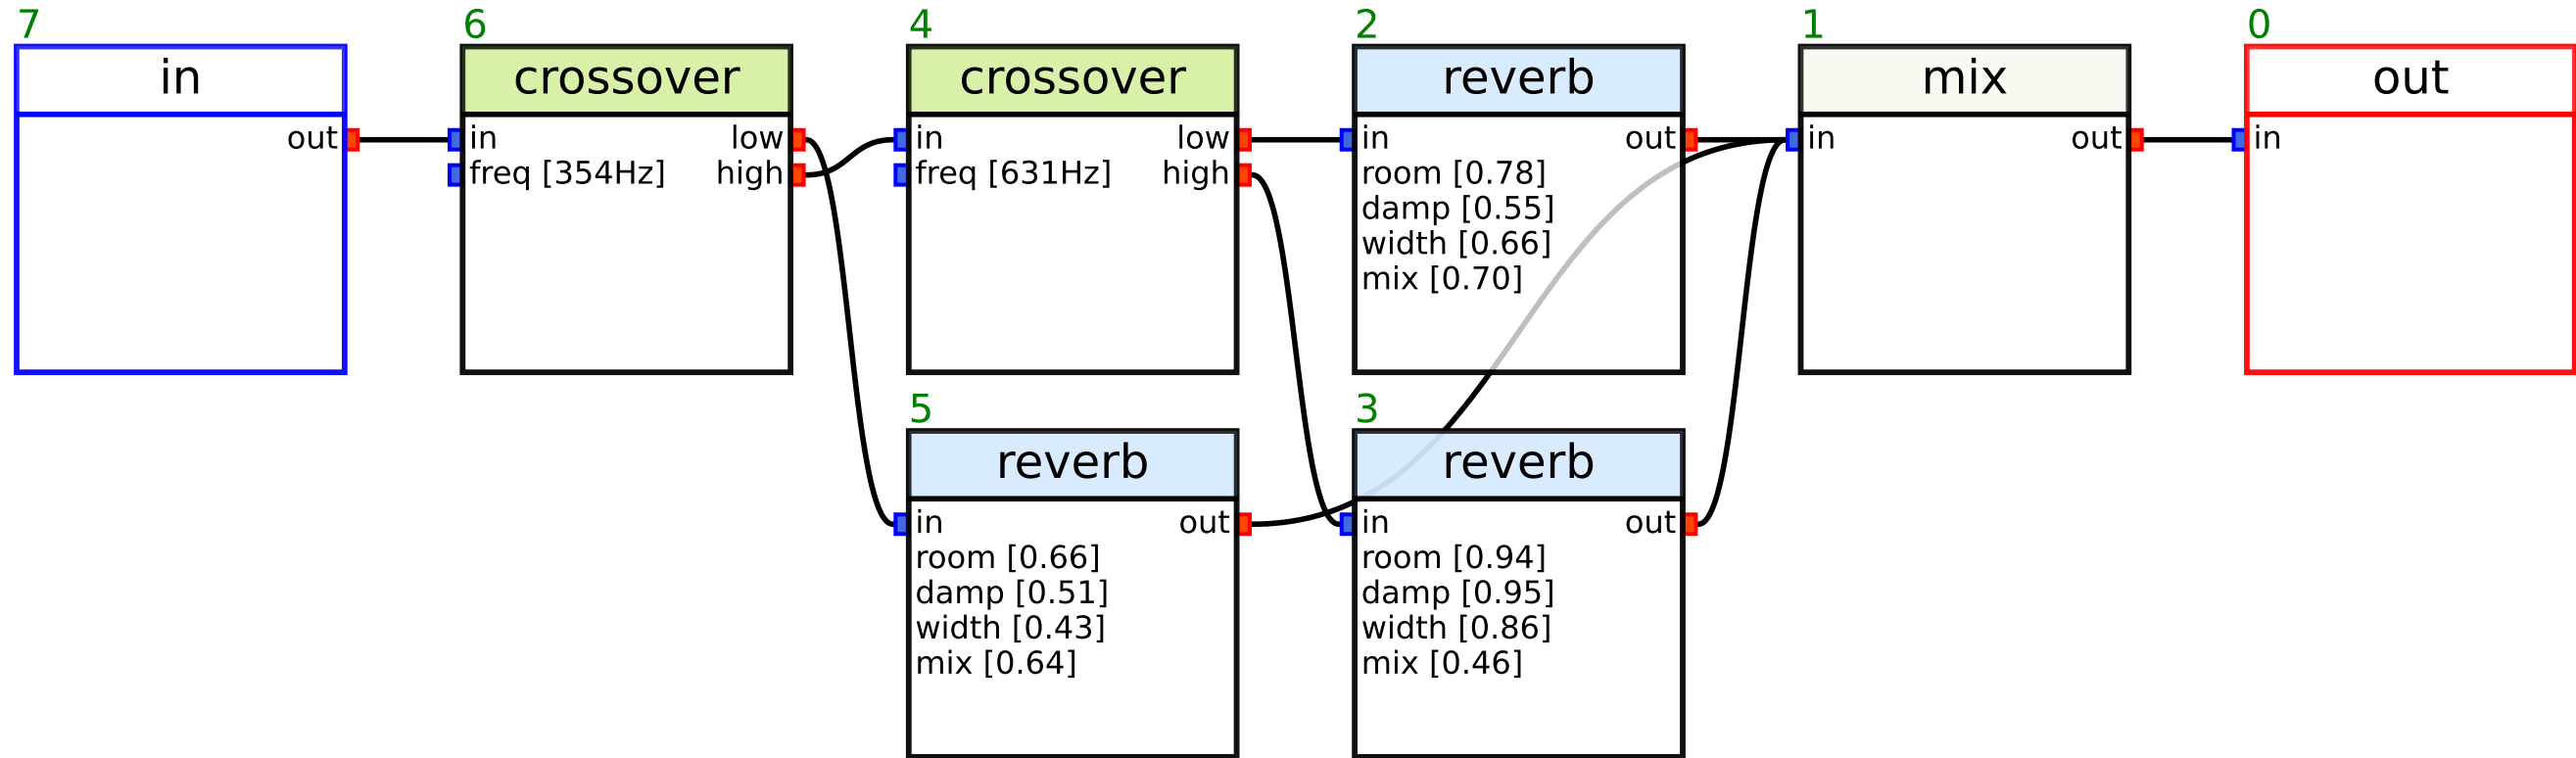 7
in
out
6
crossover
in low
freq [354Hz] high
4
crossover
in low
freq [631Hz] high
2
reverb
in out
room [0.78]
damp [0.55]
width [0.66]
mix [0.70]
1
mix
in out
0
out
in
5
reverb
in out
room [0.66]
damp [0.51]
width [0.43]
mix [0.64]
3
reverb
in out
room [0.94]
damp [0.95]
width [0.86]
mix [0.46]